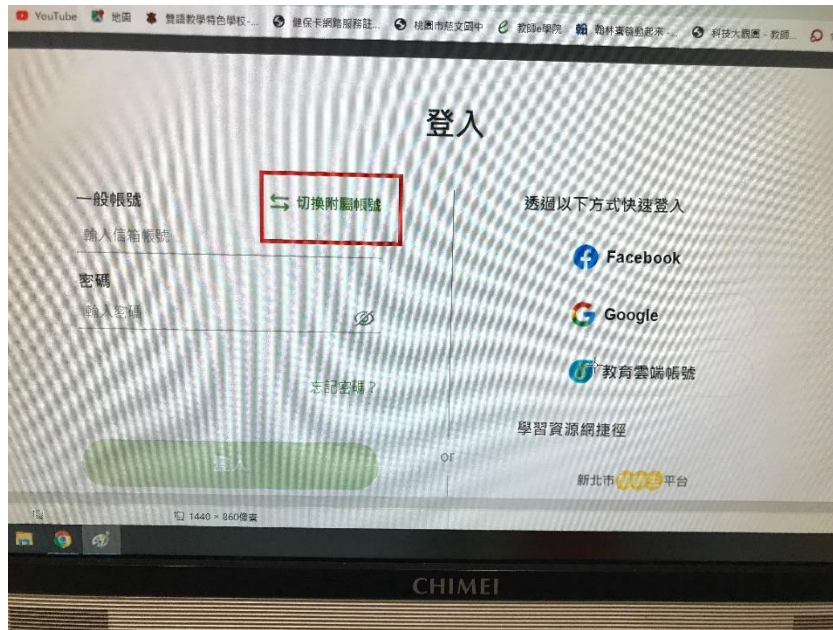 YouTube 地圖 雙語教學特色學校-... 健保卡網路服務註... 桃園市慈文國中 教師e學院 翰林雲端動起來 -... 科技大觀園 - 教師...
登入
一般帳號
切換附屬帳號
輸入信箱帳號
密碼
輸入密碼
忘記密碼？
登入
or
透過以下方式快速登入
Facebook
Google
教育雲端帳號
學習資源網捷徑
新北市親師生平台
1440 × 860像素
CHIMEI